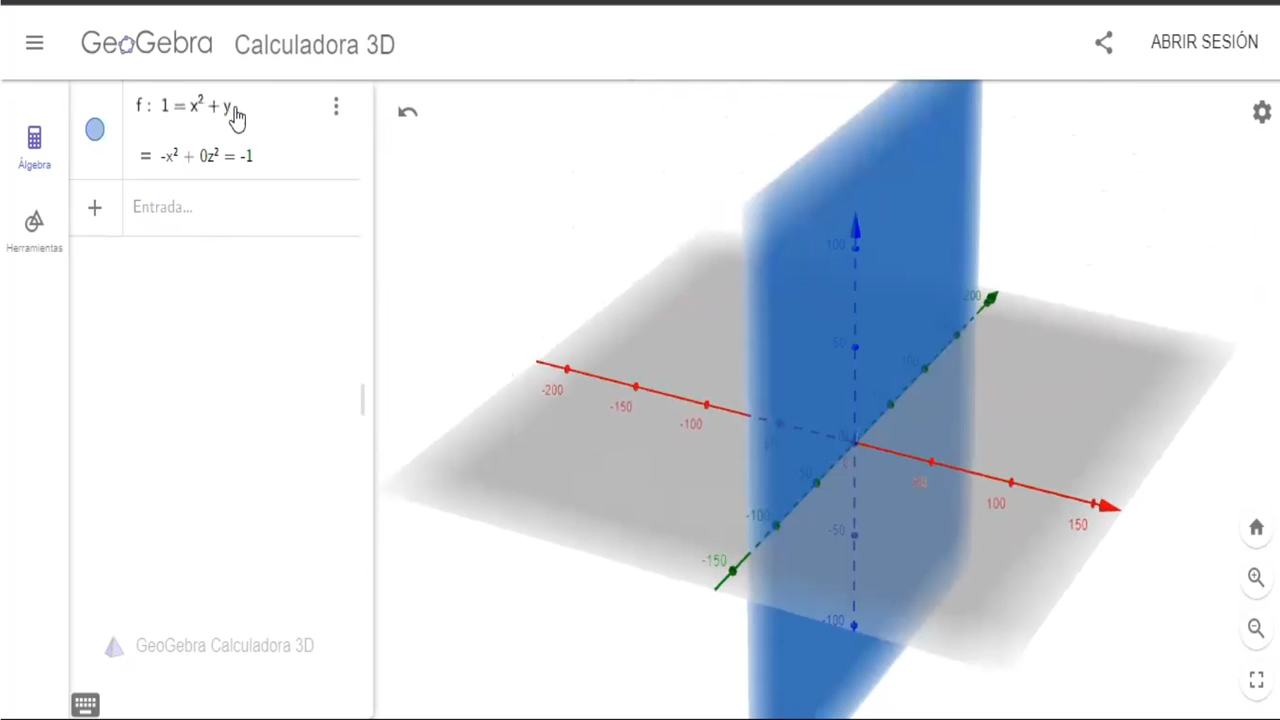 GeoGebra Calculadora 3D
ABRIR SESIÓN
f : 1 = x² + y
= -x² + 0z² = -1
Álgebra
Entrada...
Herramientas
GeoGebra Calculadora 3D
100
50
-50
-100
200
100
50
-100
-150
-200
-150
-100
50
100
150